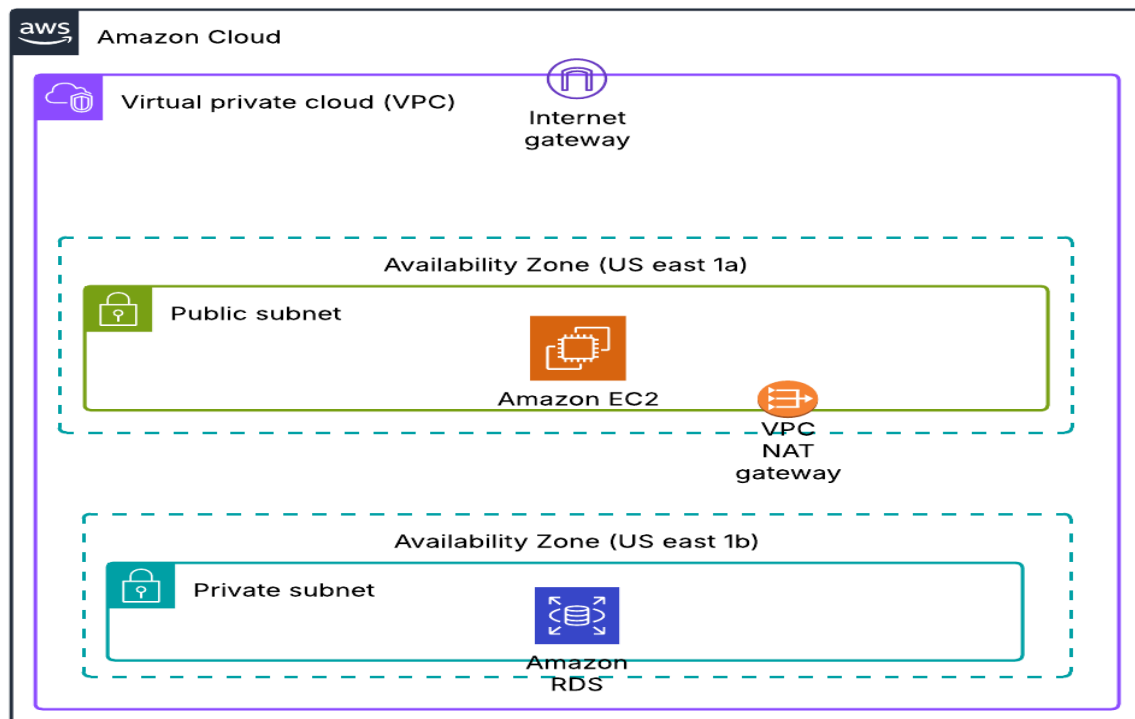 aws
Amazon Cloud
Virtual private cloud (VPC)
Internet
gateway
Availability Zone (US east 1a)
Public subnet
Amazon EC2
VPC
NAT
gateway
Availability Zone (US east 1b)
Private subnet
Amazon
RDS